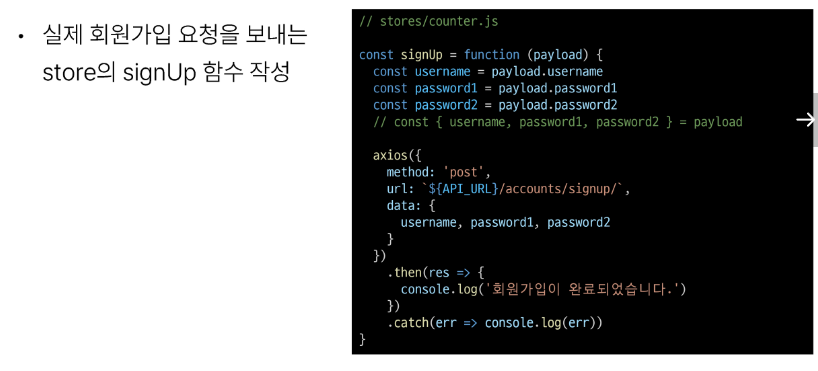 • 실제 회원가입 요청을 보내는
store의 signUp 함수 작성
// stores/counter.js
const signUp = function (payload) {
const username = payload.username
const password1 = payload.password1
const password2 = payload.password2
// const { username, password1, password2 } = payload
axios({
method: 'post',
url: `${API_URL}/accounts/signup/`,
data: {
username, password1, password2
}
})
.then(res => {
console.log('회원가입이 완료되었습니다.')
})
.catch(err => console.log(err))
}